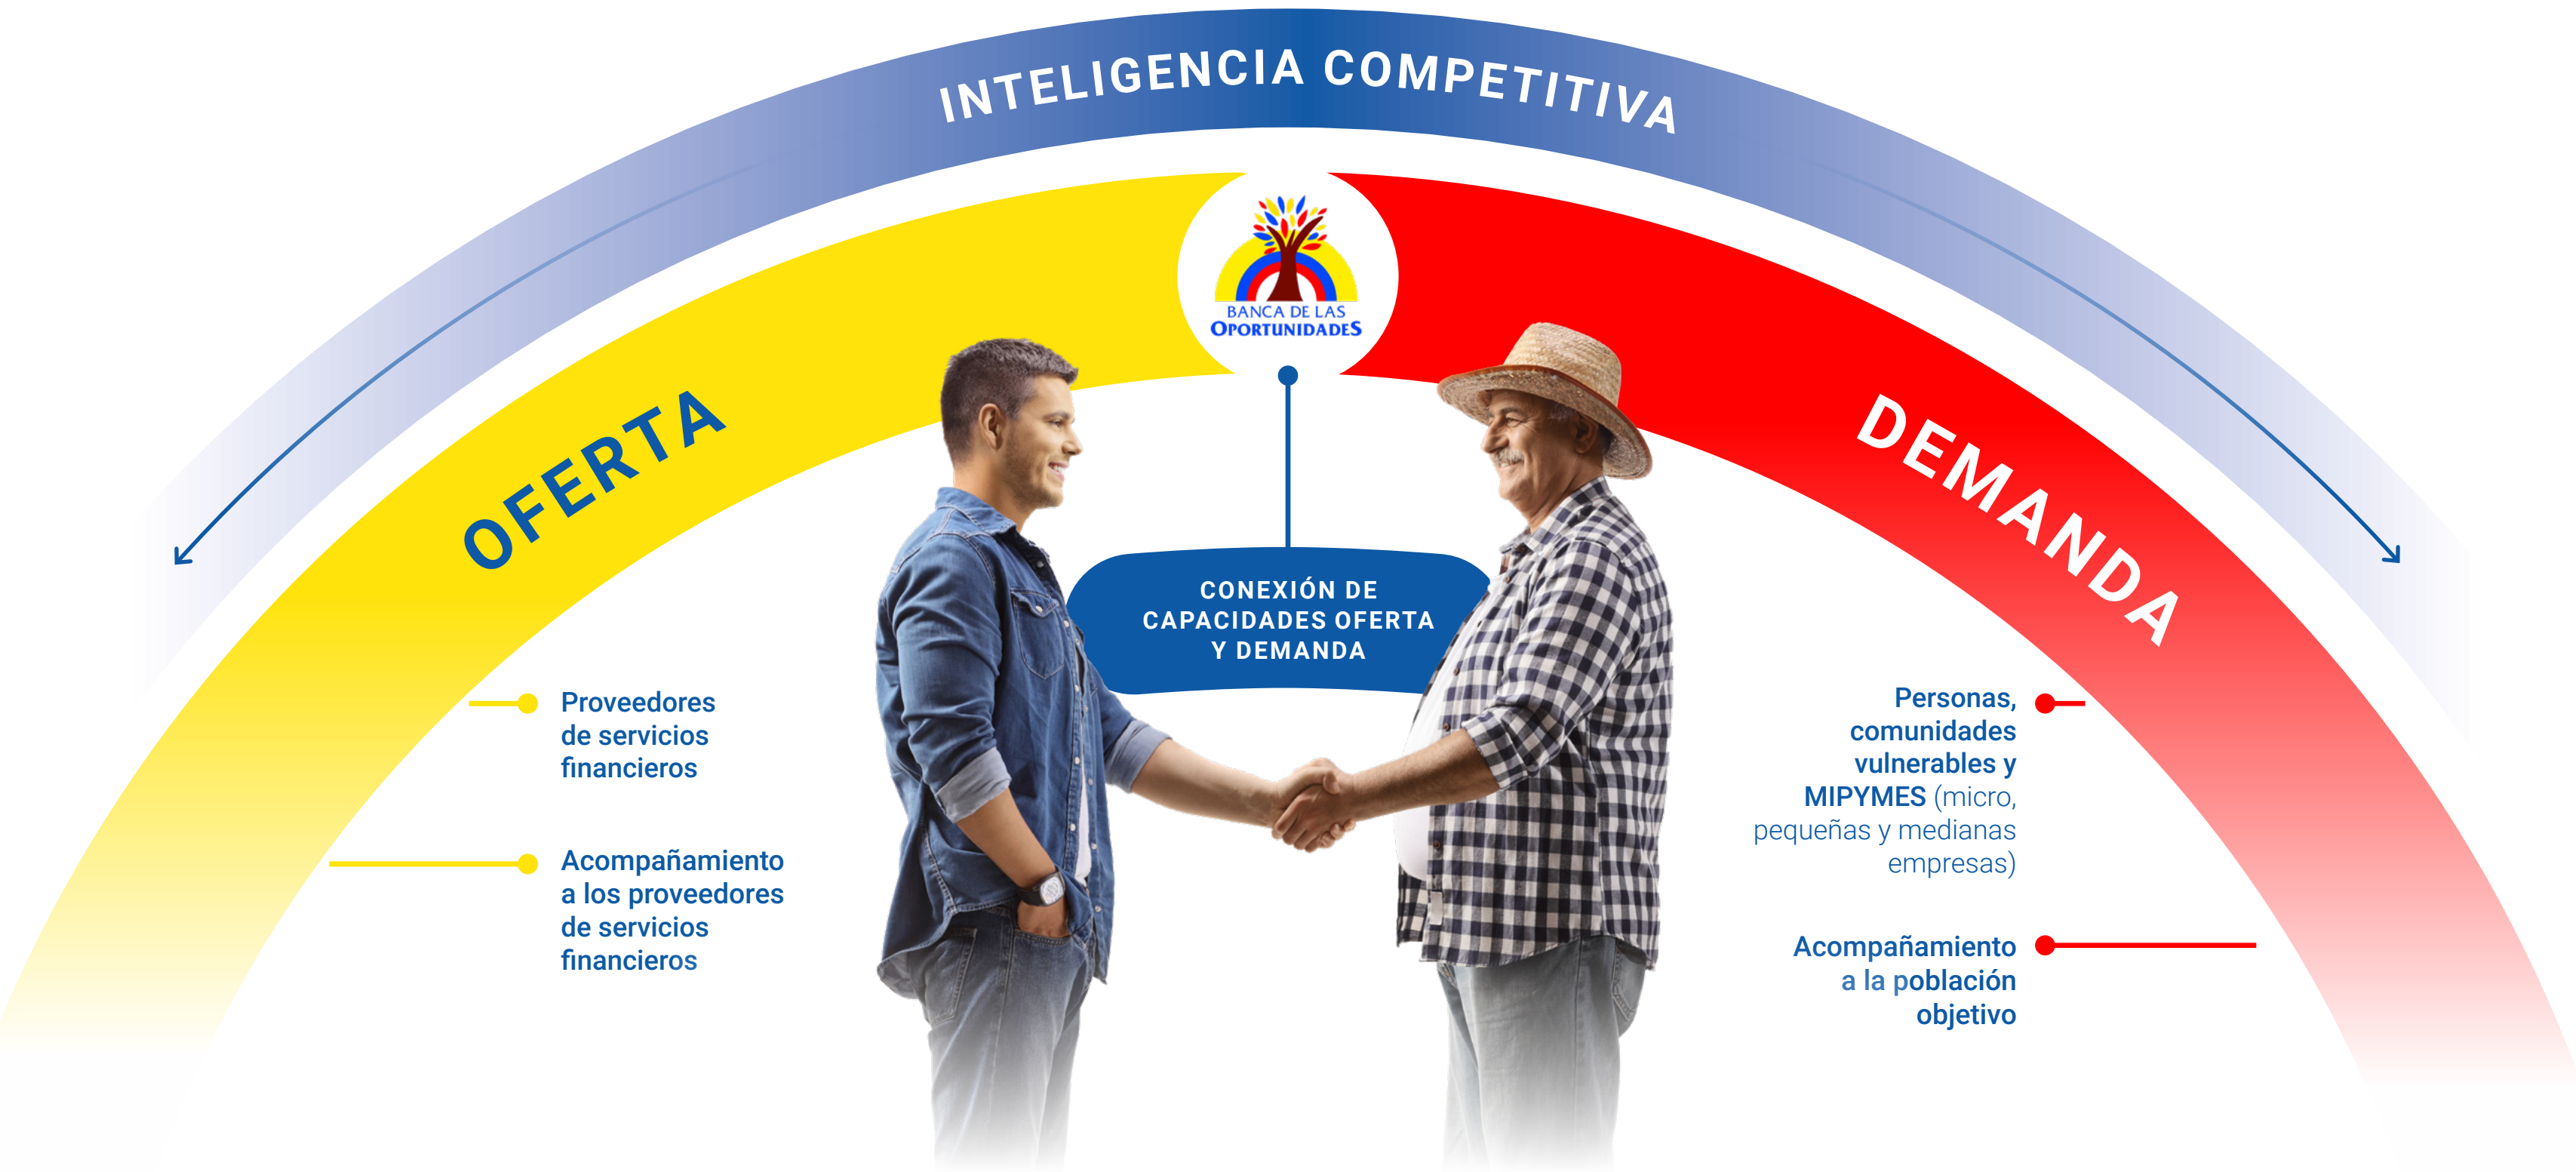 INTELIGENCIA COMPETITIVA
BANCA DE LAS
OPORTUNIDADES
OFERTA
DEMANDA
CONEXIÓN DE
CAPACIDADES OFERTA
Y DEMANDA
Proveedores
de servicios
financieros
Acompañamiento
a los proveedores
de servicios
financieros
Personas,
comunidades
vulnerables y
MIPYMES (micro,
pequeñas y medianas
empresas)
Acompañamiento
a la población
objetivo